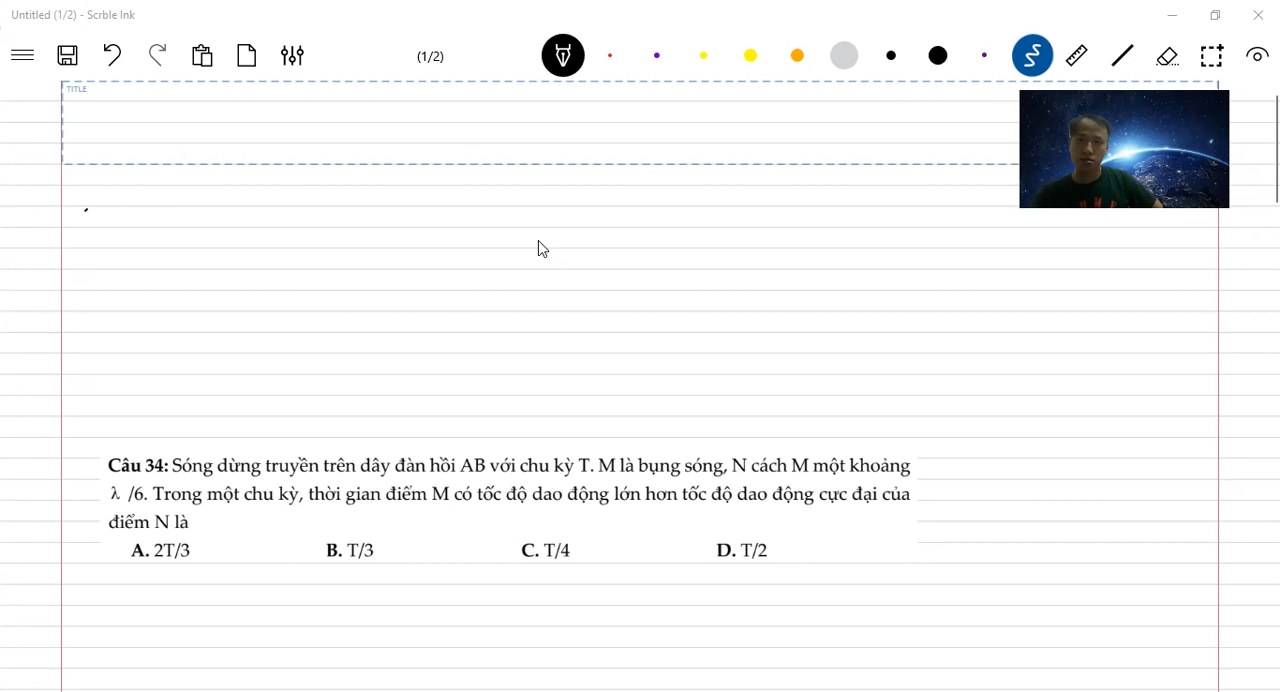 Untitled (1/2) - Scrble Ink
(1/2)
TITLE
Câu 34: Sóng dừng truyền trên dây đàn hồi AB với chu kỳ T. M là bụng sóng, N cách M một khoảng
λ /6. Trong một chu kỳ, thời gian điểm M có tốc độ dao động lớn hơn tốc độ dao động cực đại của
điểm N là
A. 2T/3 B. T/3 C. T/4 D. T/2